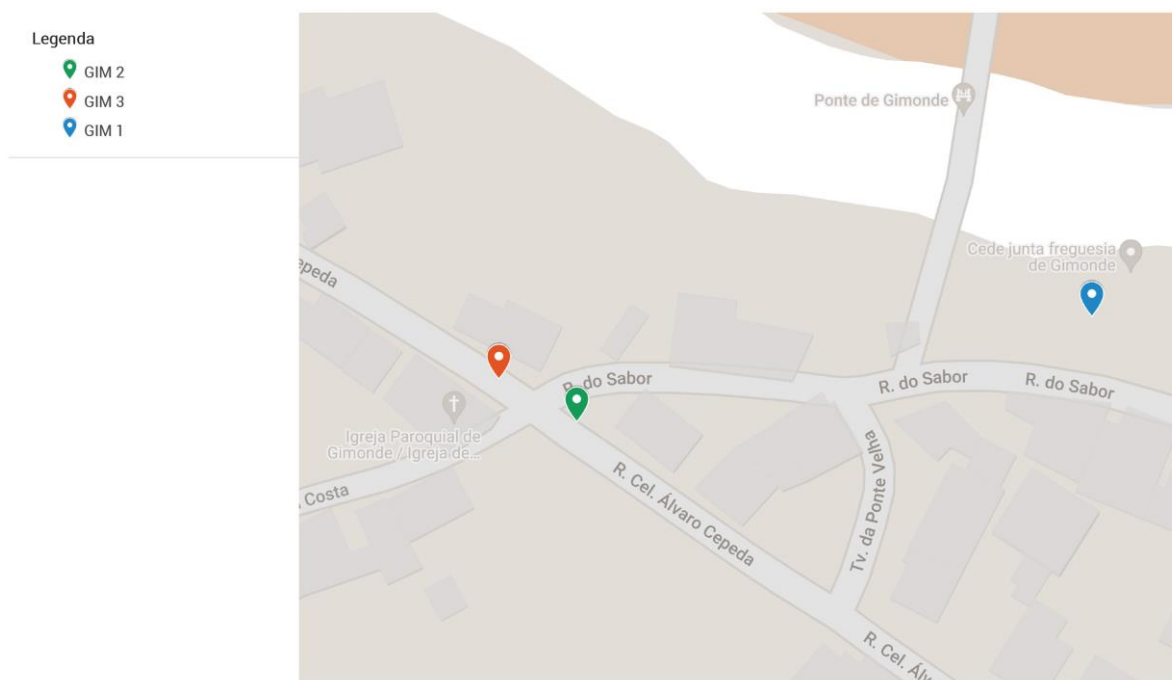 Legenda
GIM 2
GIM 3
GIM 1
Ponte de Gimonde
Cede junta freguesia
de Gimonde
epeda
R. do Sabor
R. do Sabor
R. do Sabor
Igreja Paroquial de
Gimonde / Igreja de...
. Costa
R. Cel. Álvaro Cepeda
Tv. da Ponte Velha
R. Cel. Álv